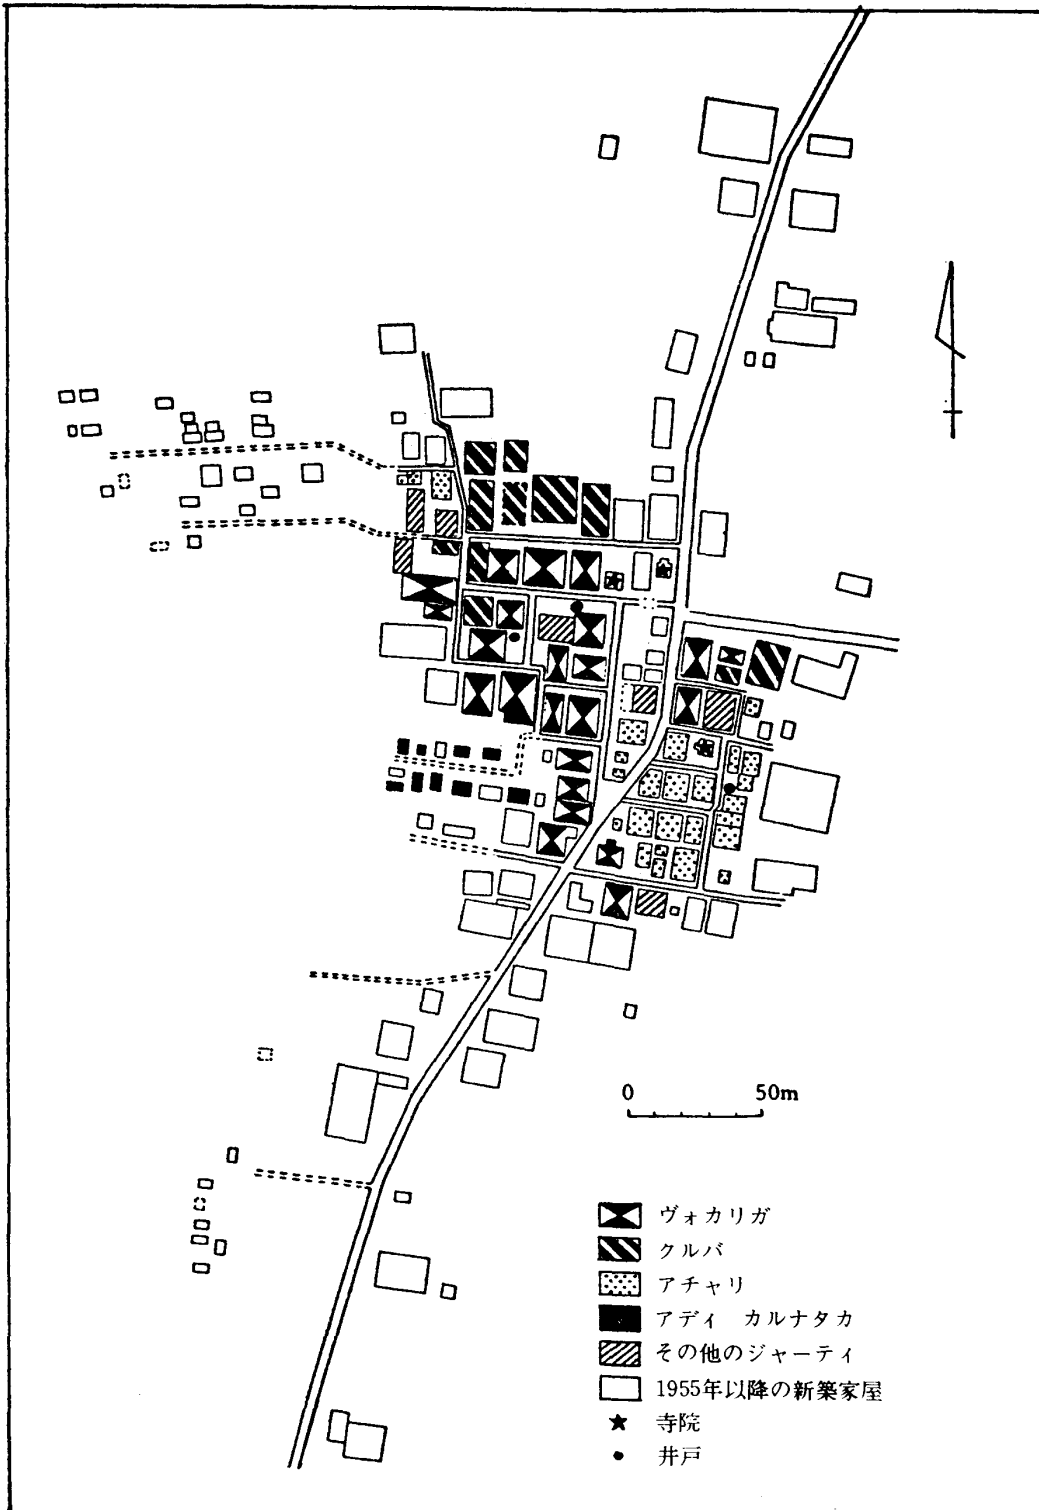 0 50m
ヴォカリガ
クルバ
アチャリ
アディ カルナタカ
その他のジャーティ
1955年以降の新築家屋
寺院
井戸